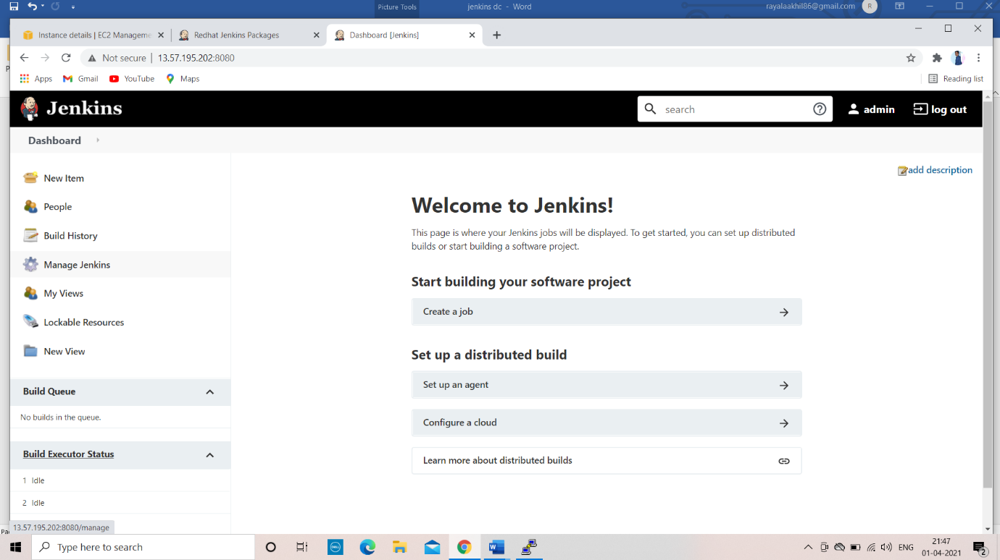 Picture Tools
jenkins dc - Word
rayalaakhil86@gmail.com
R
Instance details | EC2 Manageme
Redhat Jenkins Packages
Dashboard [Jenkins]
Not secure | 13.57.195.202:8080
Apps
Gmail
YouTube
Maps
Reading list
Jenkins
search
admin
log out
Dashboard
add description
New Item
People
Build History
Manage Jenkins
My Views
Lockable Resources
New View
Build Queue
No builds in the queue.
Build Executor Status
1 Idle
2 Idle
Welcome to Jenkins!
This page is where your Jenkins jobs will be displayed. To get started, you can set up distributed
builds or start building a software project.
Start building your software project
Create a job
Set up a distributed build
Set up an agent
Configure a cloud
Learn more about distributed builds
13.57.195.202:8080/manage
Type here to search
DELL
ENG
21:47
01-04-2021
2